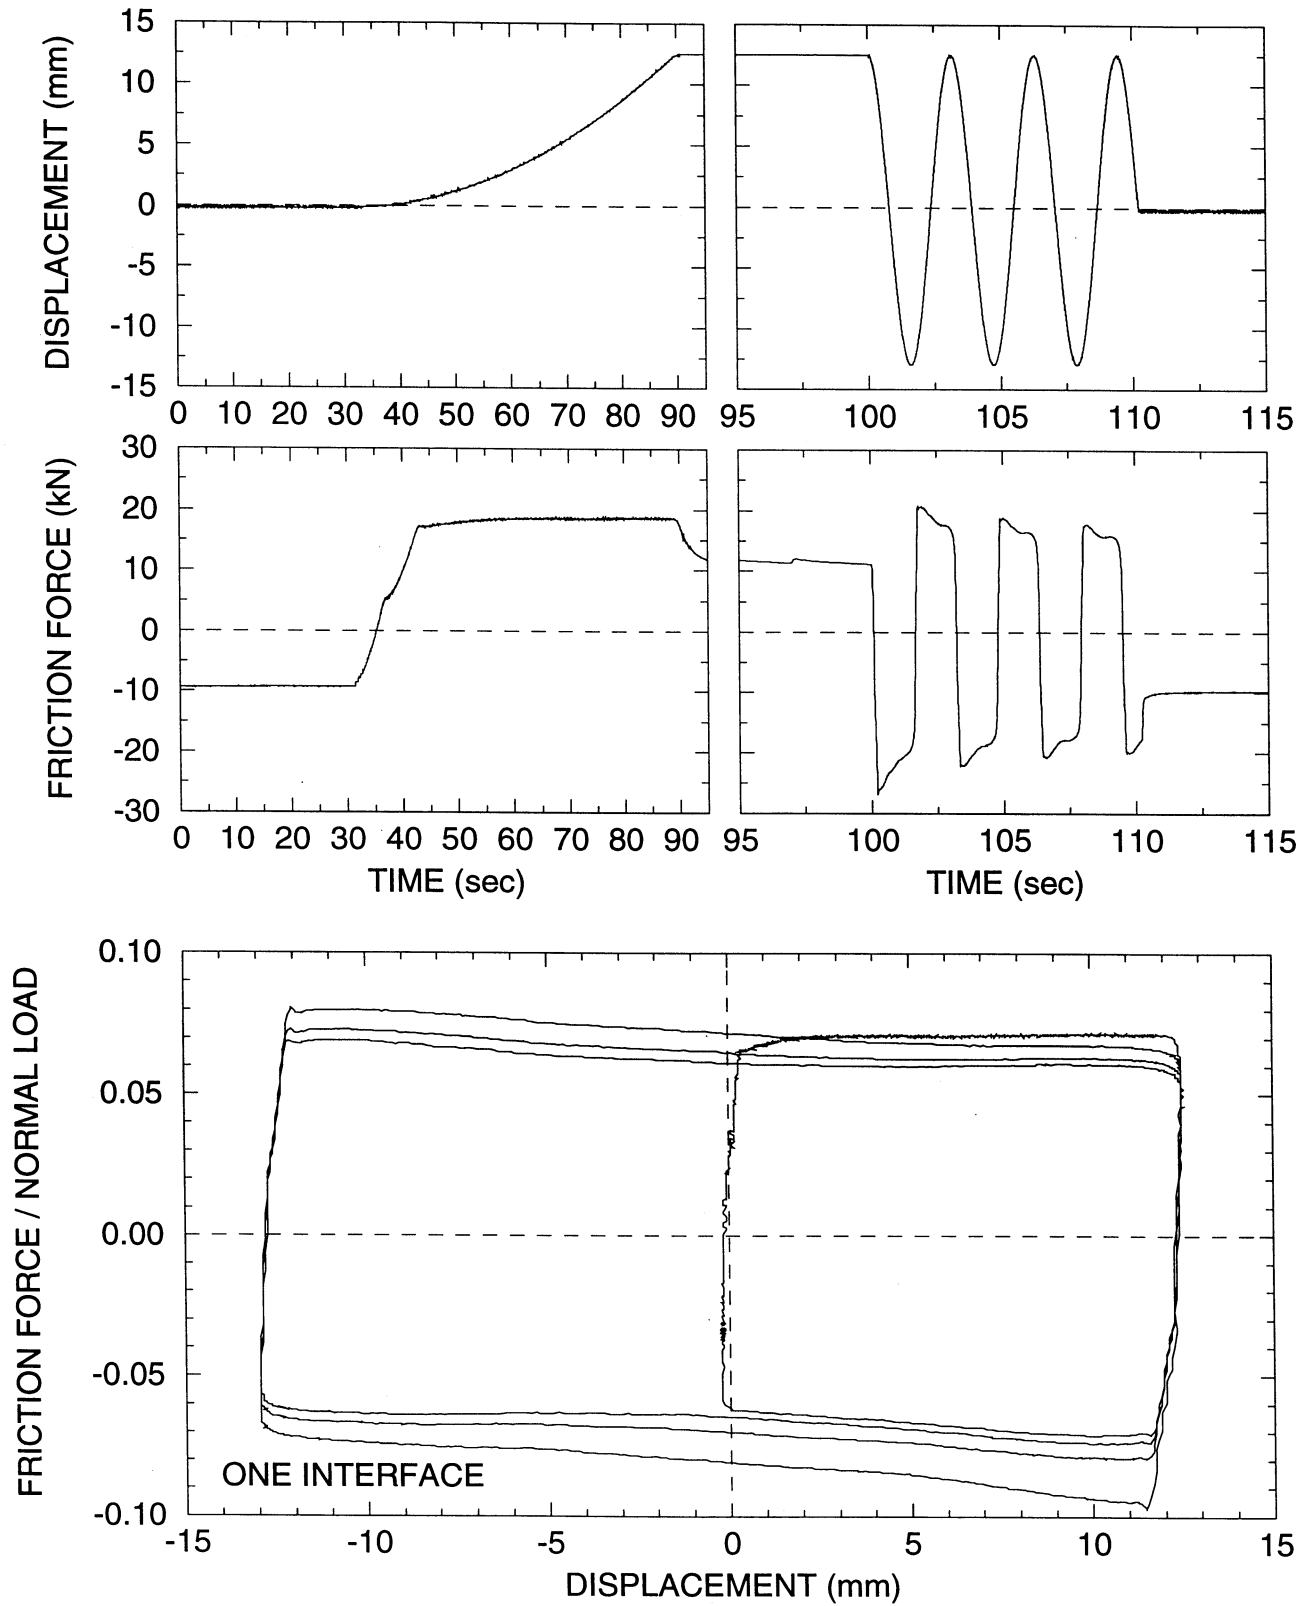 DISPLACEMENT (mm)
15
10
5
0
-5
-10
-15
0 10 20 30 40 50 60 70 80 90
95 100 105 110 115
FRICTION FORCE (kN)
30
20
10
0
-10
-20
-30
0 10 20 30 40 50 60 70 80 90
95 100 105 110 115
TIME (sec)
TIME (sec)
FRICTION FORCE / NORMAL LOAD
0.10
0.05
0.00
-0.05
-0.10
ONE INTERFACE
-15 -10 -5 0 5 10 15
DISPLACEMENT (mm)